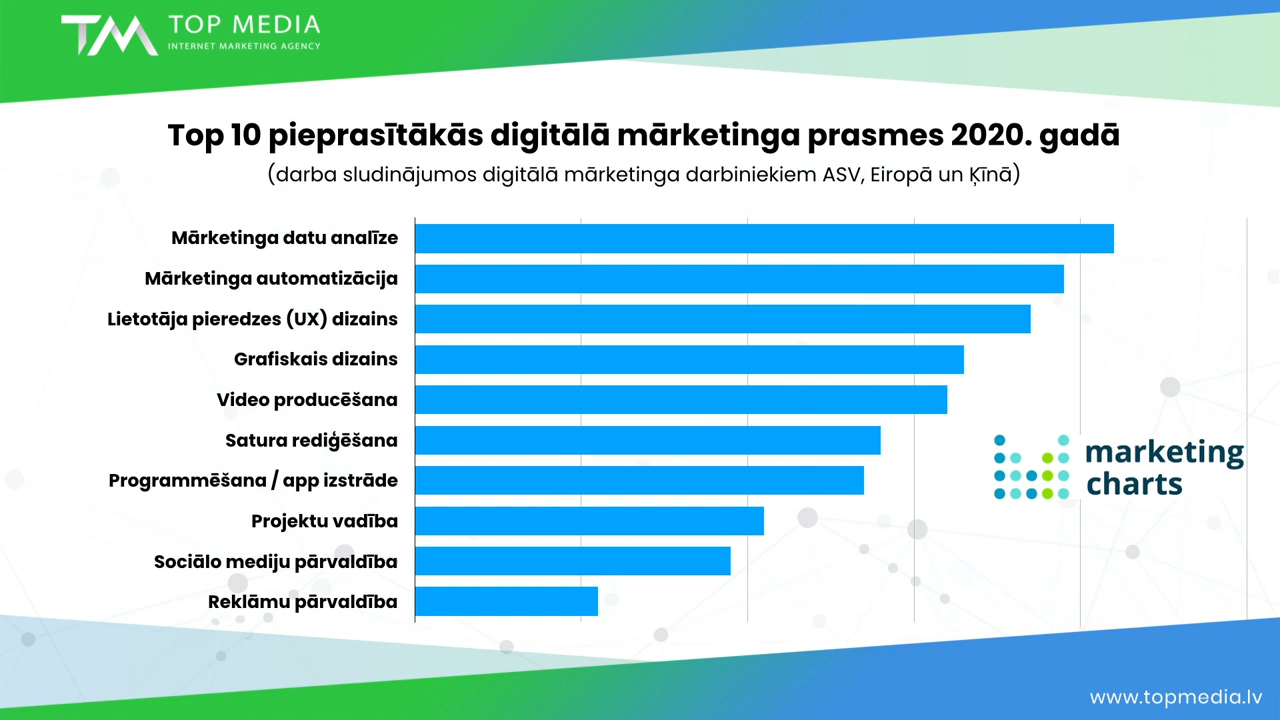 TM TOP MEDIA
INTERNET MARKETING AGENCY
Top 10 pieprasītākās digitālā mārketinga prasmes 2020. gadā
(darba sludinājumos digitālā mārketinga darbiniekiem ASV, Eiropā un Ķīnā)
Mārketinga datu analīze
Mārketinga automatizācija
Lietotāja pieredzes (UX) dizains
Grafiskais dizains
Video producēšana
Satura rediģēšana
Programmēšana / app izstrāde
Projektu vadība
Sociālo mediju pārvaldība
Reklāmu pārvaldība
marketing
charts
www.topmedia.lv